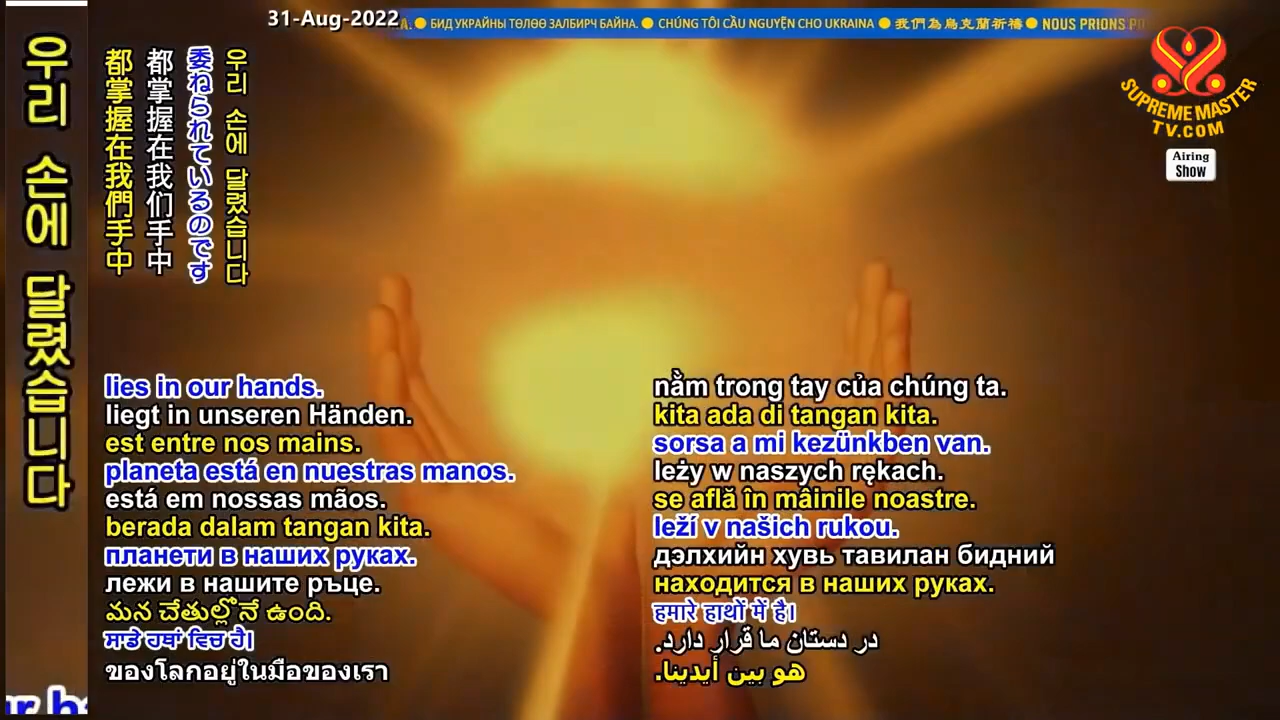 31-Aug-2022
А. ● БИД УКРАЙНЫ ТӨЛӨӨ ЗАЛБИРЧ БАЙНА. ● CHÚNG TÔI CẦU NGUYỆN CHO UKRAINA ● 我們為烏克蘭祈禱 ● NOUS PRIONS
SUPREME MASTER
TV.COM
Airing
Show
우리 손에 달렸습니다
都掌握在我們手中
都掌握在我们手中
委ねられているのです
우리 손에 달렸습니다
lies in our hands.
liegt in unseren Händen.
est entre nos mains.
planeta está en nuestras manos.
está em nossas mãos.
berada dalam tangan kita.
планети в наших руках.
лежи в нашите ръце.
మన చేతుల్లోనే ఉంది.
ਸਾਡੇ ਹਥਾਂ ਵਿਚ ਹੈ।
ของโลกอยู่ในมือของเรา
nằm trong tay của chúng ta.
kita ada di tangan kita.
sorsa a mi kezünkben van.
leży w naszych rękach.
se află în mâinile noastre.
leží v našich rukou.
дэлхийн хувь тавилан бидний
находится в наших руках.
हमारे हाथों में है।
در دستان ما قرار دارد.
هو بين أيدينا.